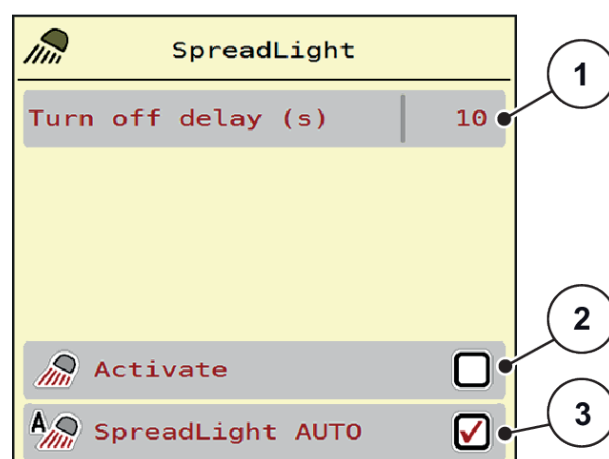 SpreadLight
1
Turn off delay (s) 10
2
Activate
3
A
SpreadLight AUTO